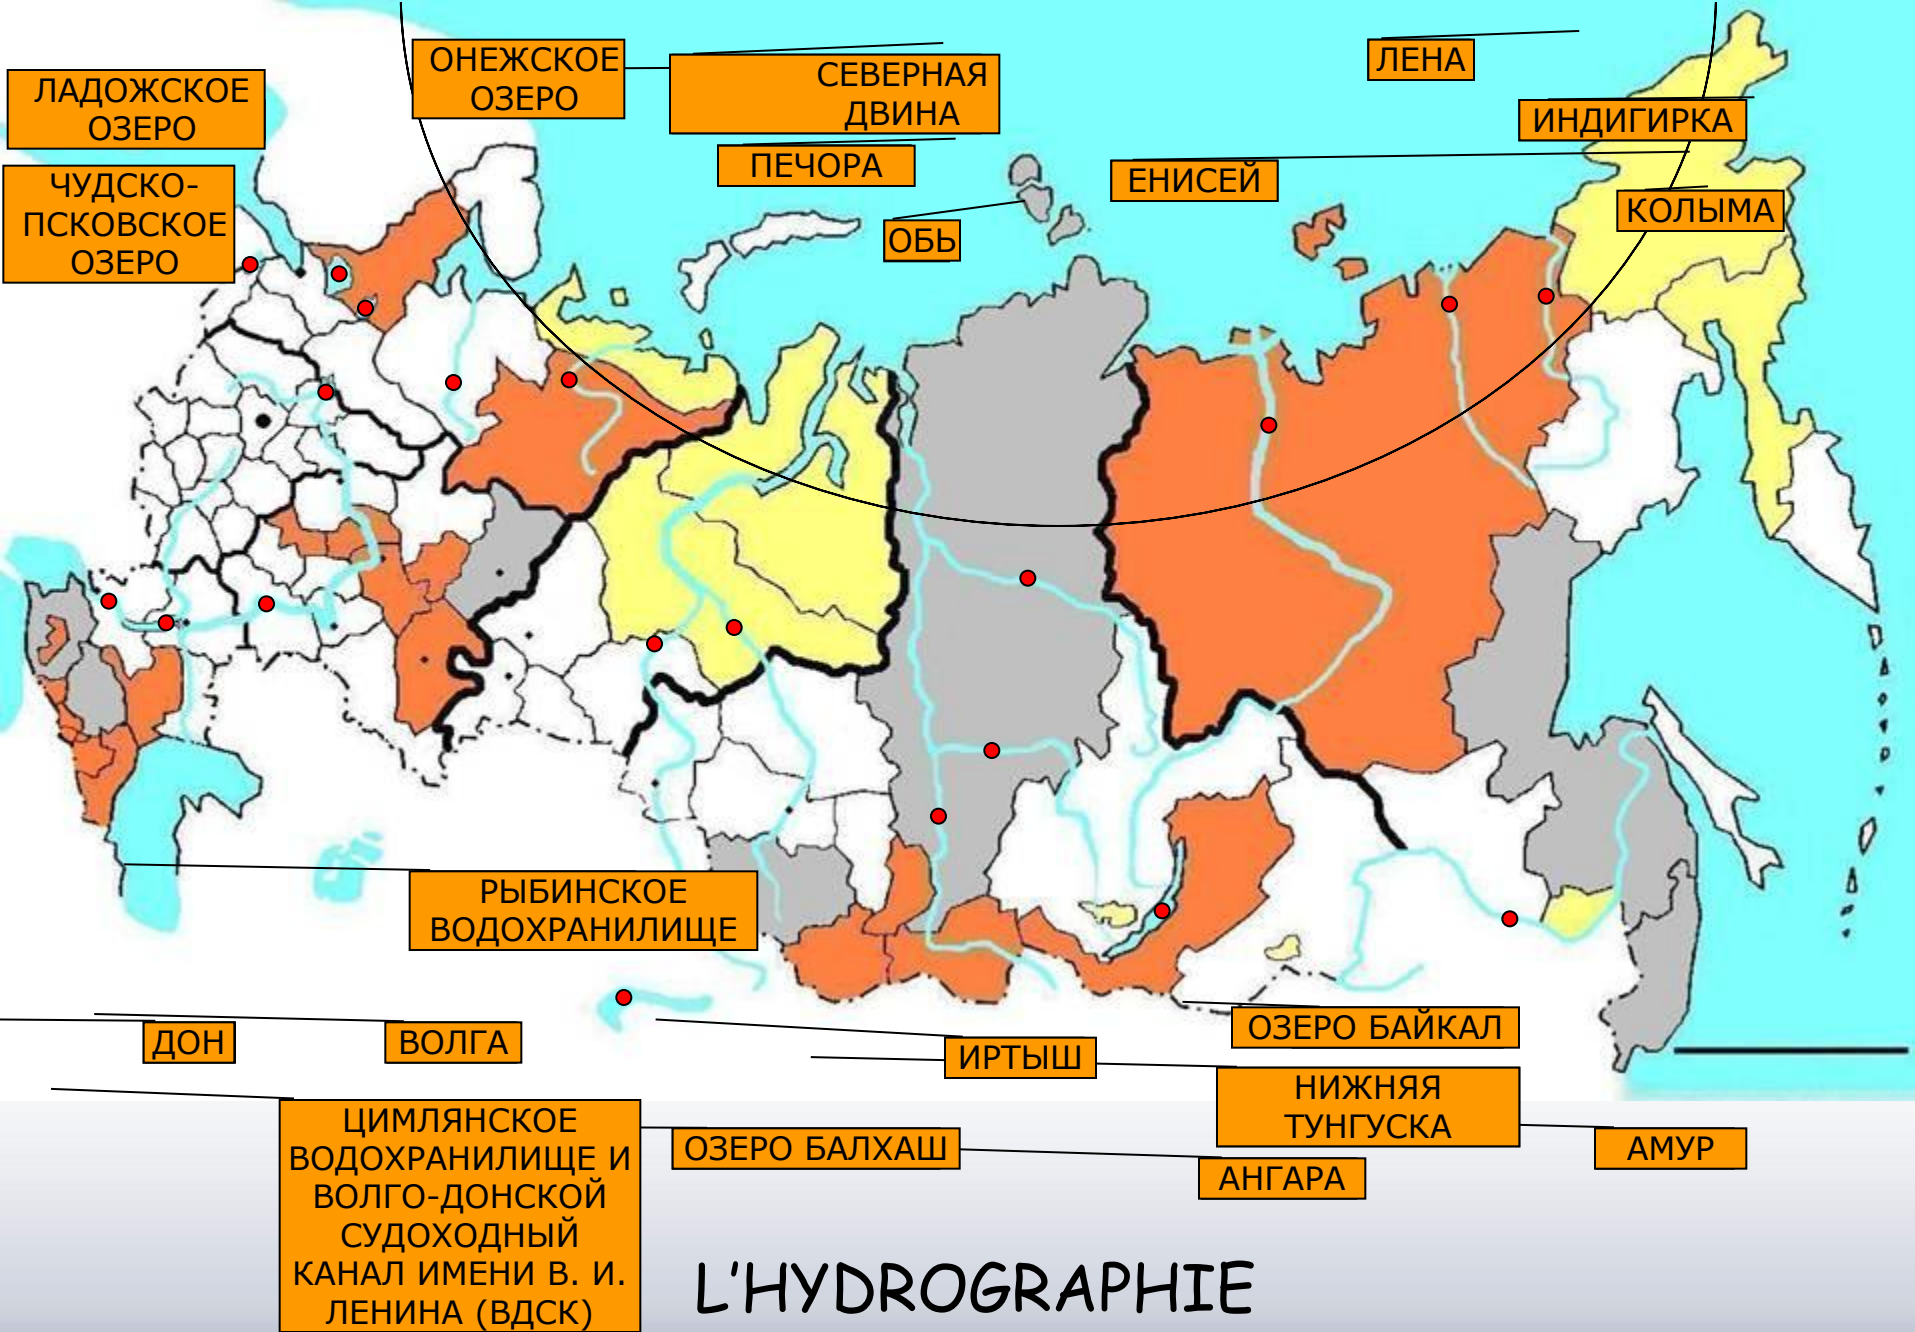 ОНЕЖСКОЕ
ОЗЕРО
СЕВЕРНАЯ
ДВИНА
ЛЕНА
ЛАДОЖСКОЕ
ОЗЕРО
ИНДИГИРКА
ПЕЧОРА
ЕНИСЕЙ
ЧУДСКО-
ПСКОВСКОЕ
ОЗЕРО
КОЛЫМА
ОБЬ
РЫБИНСКОЕ
ВОДОХРАНИЛИЩЕ
ДОН
ВОЛГА
ОЗЕРО БАЙКАЛ
ИРТЫШ
НИЖНЯЯ
ТУНГУСКА
ЦИМЛЯНСКОЕ
ВОДОХРАНИЛИЩЕ И
ВОЛГО-ДОНСКОЙ
СУДОХОДНЫЙ
КАНАЛ ИМЕНИ В. И.
ЛЕНИНА (ВДСК)
ОЗЕРО БАЛХАШ
АМУР
АНГАРА
L'HYDROGRAPHIE